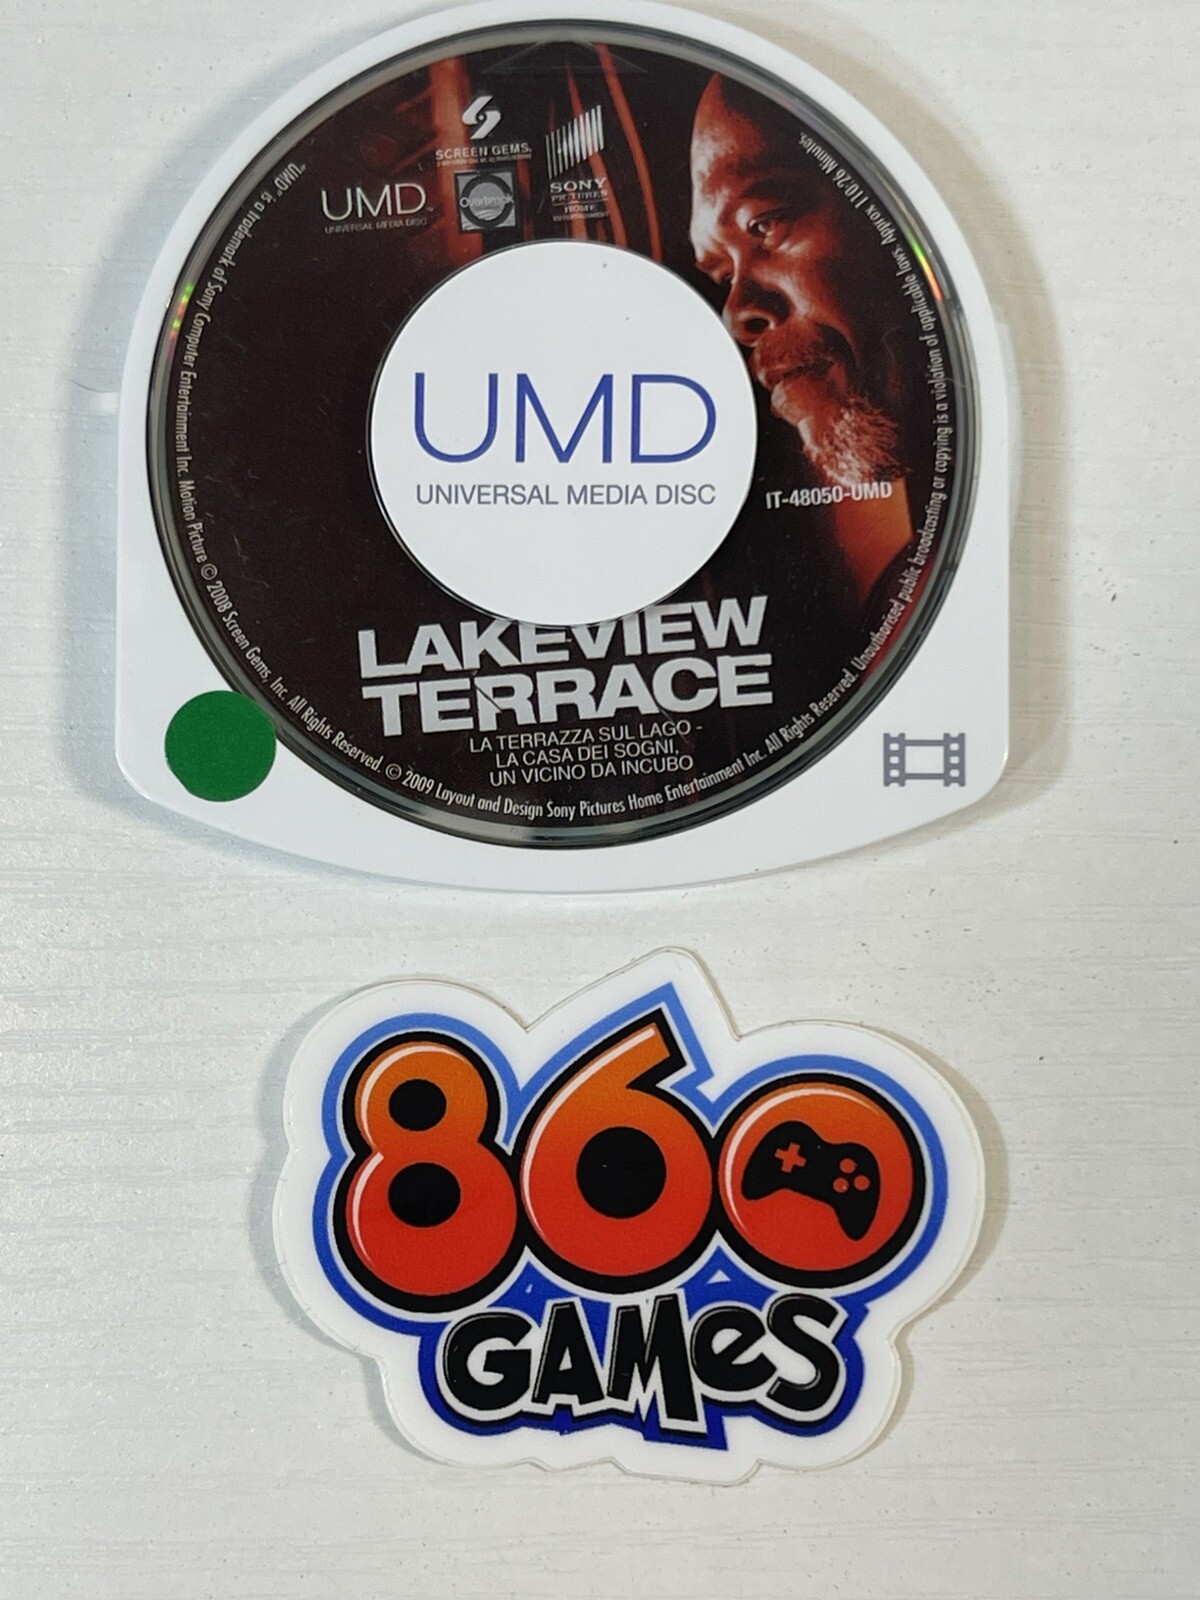 SCREEN GEMS.
UMD
UNIVERSAL MEDIA DISC
Overbrook
SONY
PICTURES
HOME
ENTERTAINMENT
UMD
UNIVERSAL MEDIA DISC
IT-48050-UMD
LAKEVIEW
TERRACE
LA TERRAZZA SUL LAGO -
LA CASA DEI SOGNI,
UN VICINO DA INCUBO
"UMD" is a trademark of Sony Computer Entertainment Inc. Motion Picture © 2008 Screen Gems, Inc. All Rights Reserved. © 2009 Layout and Design Sony Pictures Home Entertainment Inc. All Rights Reserved. Unauthorised public broadcasting or copying is a violation of applicable laws. Approx 110:26 Minutes.
860
GAMeS